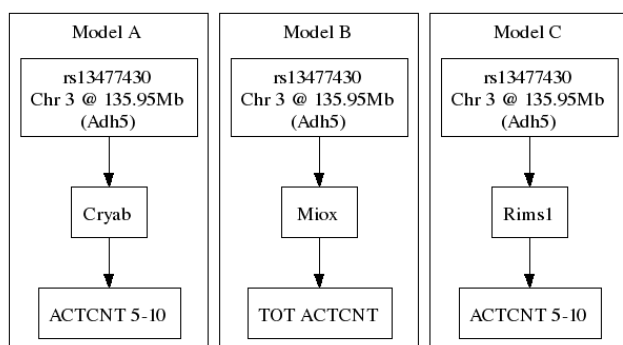 Model A
rs13477430
Chr 3 @ 135.95Mb
(Adh5)
Cryab
ACTCNT 5-10
Model B
rs13477430
Chr 3 @ 135.95Mb
(Adh5)
Miox
TOT ACTCNT
Model C
rs13477430
Chr 3 @ 135.95Mb
(Adh5)
Rims1
ACTCNT 5-10